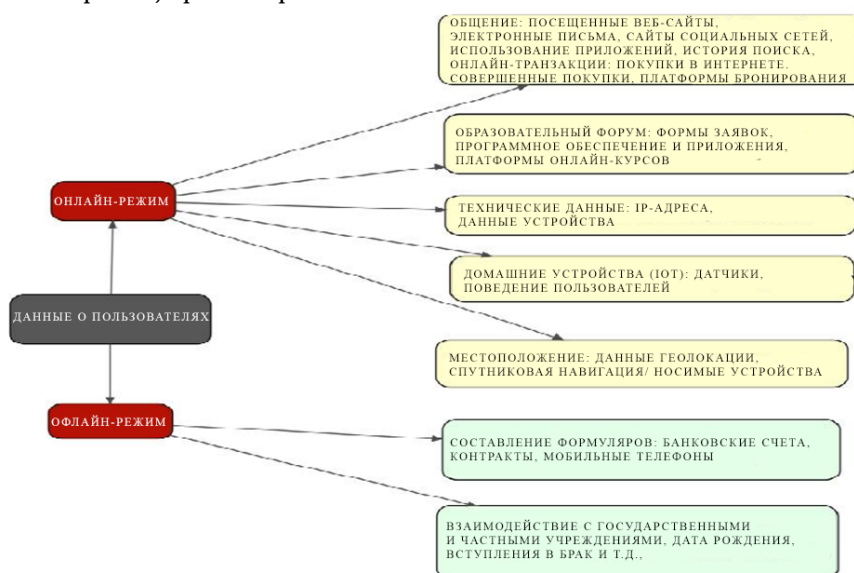 ОБЩЕНИЕ: ПОСЕЩЕННЫЕ ВЕБ-САЙТЫ,
ЭЛЕКТРОННЫЕ ПИСЬМА, САЙТЫ СОЦИАЛЬНЫХ СЕТЕЙ,
ИСПОЛЬЗОВАНИЕ ПРИЛОЖЕНИЙ, ИСТОРИЯ ПОИСКА,
ОНЛАЙН-ТРАНЗАКЦИИ: ПОКУПКИ В ИНТЕРНЕТЕ.
СОВЕРШЕННЫЕ ПОКУПКИ, ПЛАТФОРМЫ БРОНИРОВАНИЯ
ОБРАЗОВАТЕЛЬНЫЙ ФОРУМ: ФОРМЫ ЗАЯВОК,
ПРОГРАММНОЕ ОБЕСПЕЧЕНИЕ И ПРИЛОЖЕНИЯ,
ПЛАТФОРМЫ ОНЛАЙН-КУРСОВ
ОНЛАЙН-РЕЖИМ
ТЕХНИЧЕСКИЕ ДАННЫЕ: IP-АДРЕСА,
ДАННЫЕ УСТРОЙСТВА
ДОМАШНИЕ УСТРОЙСТВА (IOT): ДАТЧИКИ,
ПОВЕДЕНИЕ ПОЛЬЗОВАТЕЛЕЙ
ДАННЫЕ О ПОЛЬЗОВАТЕЛЯХ
МЕСТОПОЛОЖЕНИЕ: ДАННЫЕ ГЕОЛОКАЦИИ,
СПУТНИКОВАЯ НАВИГАЦИЯ/ НОСИМЫЕ УСТРОЙСТВА
ОФЛАЙН-РЕЖИМ
СОСТАВЛЕНИЕ ФОРМУЛЯРОВ: БАНКОВСКИЕ СЧЕТА,
КОНТРАКТЫ, МОБИЛЬНЫЕ ТЕЛЕФОНЫ
ВЗАИМОДЕЙСТВИЕ С ГОСУДАРСТВЕННЫМИ
И ЧАСТНЫМИ УЧРЕЖДЕНИЯМИ, ДАТА РОЖДЕНИЯ,
ВСТУПЛЕНИЯ В БРАК И Т.Д.,